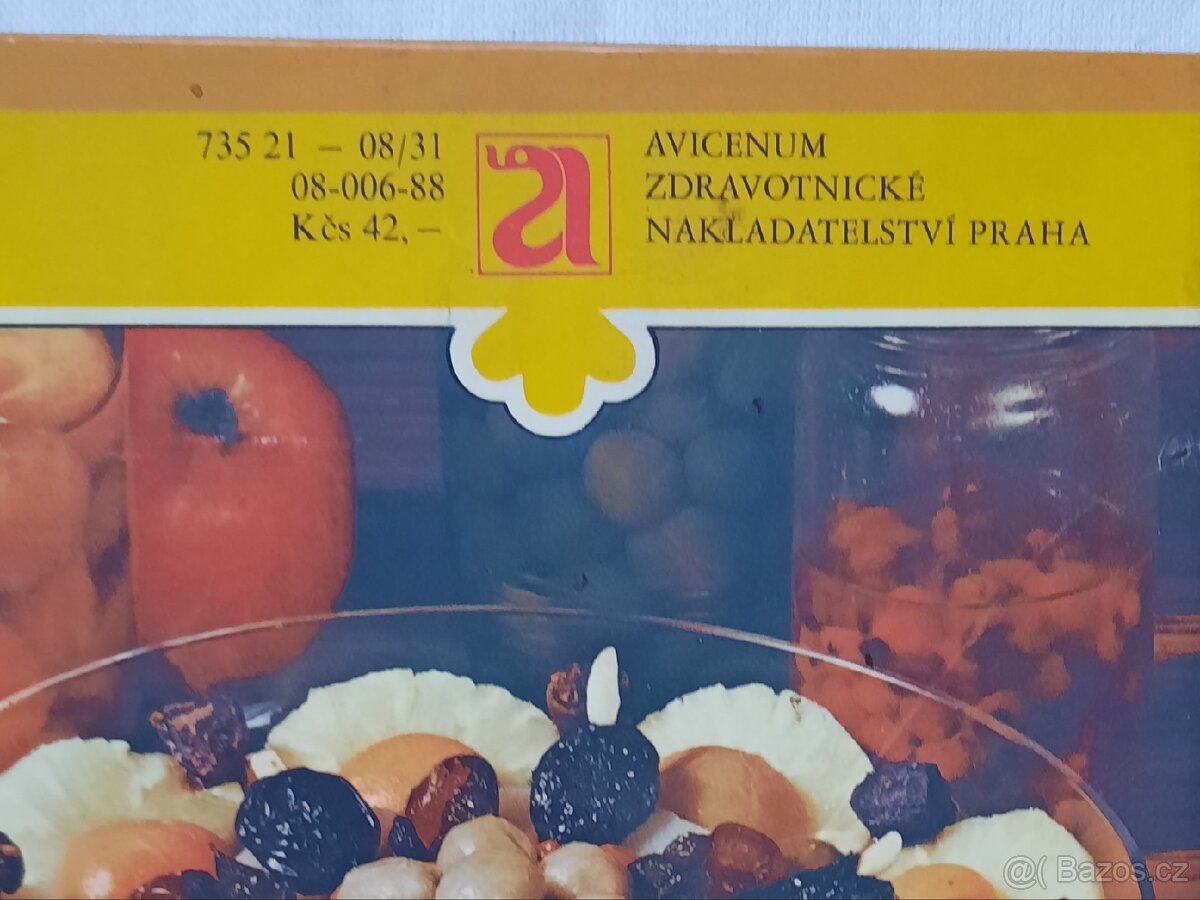 735 21 – 08/31
08-006-88
Kčs 42,–
AVICENUM
ZDRAVOTNICKÉ
NAKLADATELSTVÍ PRAHA
@( Bazos.cz